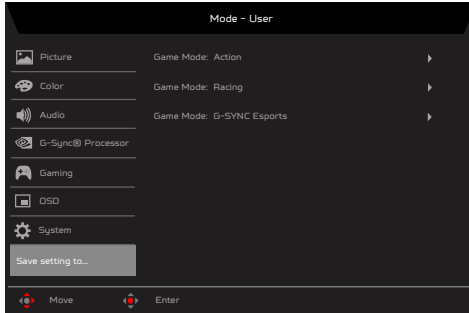 Mode - User
Picture
Color
Audio
G-Sync® Processor
Gaming
OSD
System
Save setting to...
Game Mode: Action
Game Mode: Racing
Game Mode: G-SYNC Esports
Move
Enter